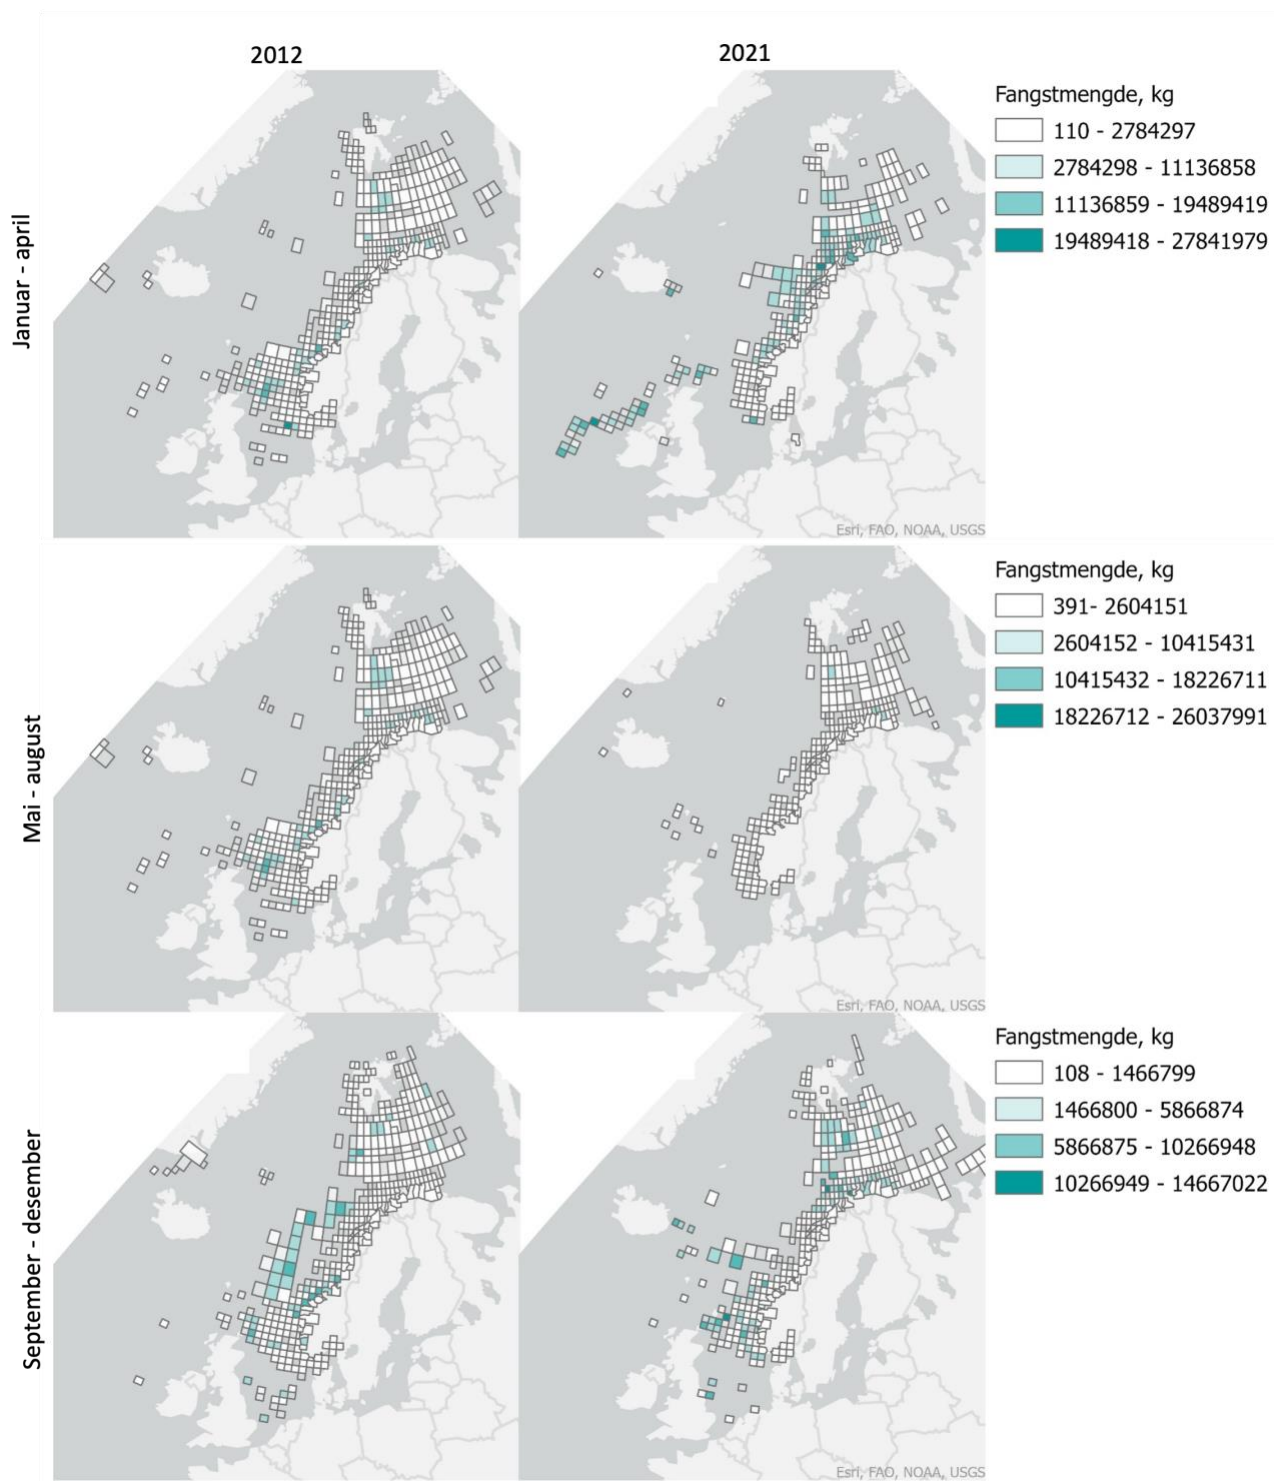 2012
2021
Januar - april
Fangstmengde, kg
110 - 2784297
2784298 - 11136858
11136859 - 19489419
19489418 - 27841979
Esri, FAO, NOAA, USGS
Mai - august
Fangstmengde, kg
391- 2604151
2604152 - 10415431
10415432 - 18226711
18226712 - 26037991
Esri, FAO, NOAA, USGS
September - desember
Fangstmengde, kg
108 - 1466799
1466800 - 5866874
5866875 - 10266948
10266949 - 14667022
Esri, FAO, NOAA, USGS